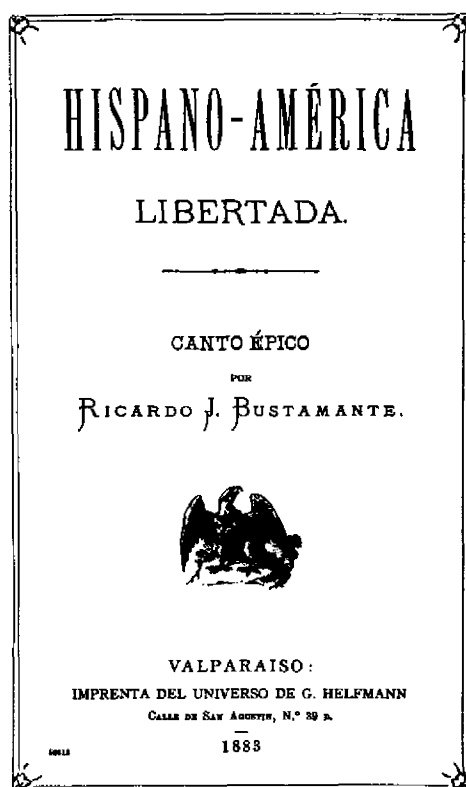 HISPANO-AMÉRICA
LIBERTADA.
CANTO ÉPICO
POR
RICARDO J. BUSTAMANTE.
VALPARAISO:
IMPRENTA DEL UNIVERSO DE G. HELFMANN
CALLE DE SAN AGUSTIN, N.° 39
1883